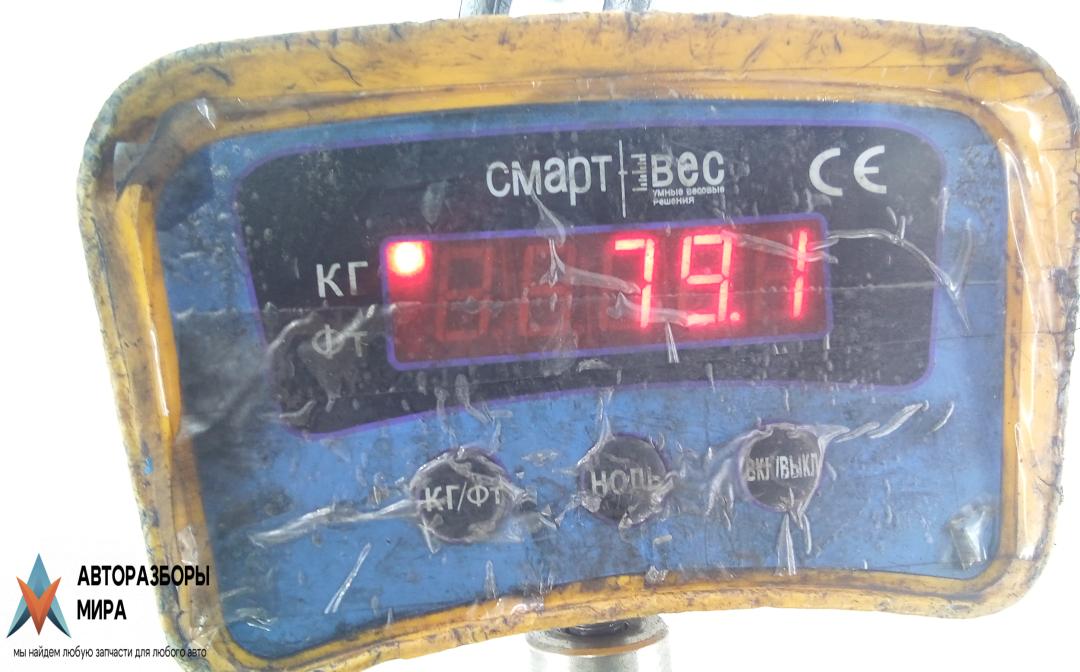 смарт вес
умные весовые
решения
CE
КГ
79.1
ФТ
КГ/ФТ
НОЛЬ
ВКЛ/ВЫКЛ
АВТОРАЗБОРЫ
МИРА
мы найдем любую запчасти для любого авто